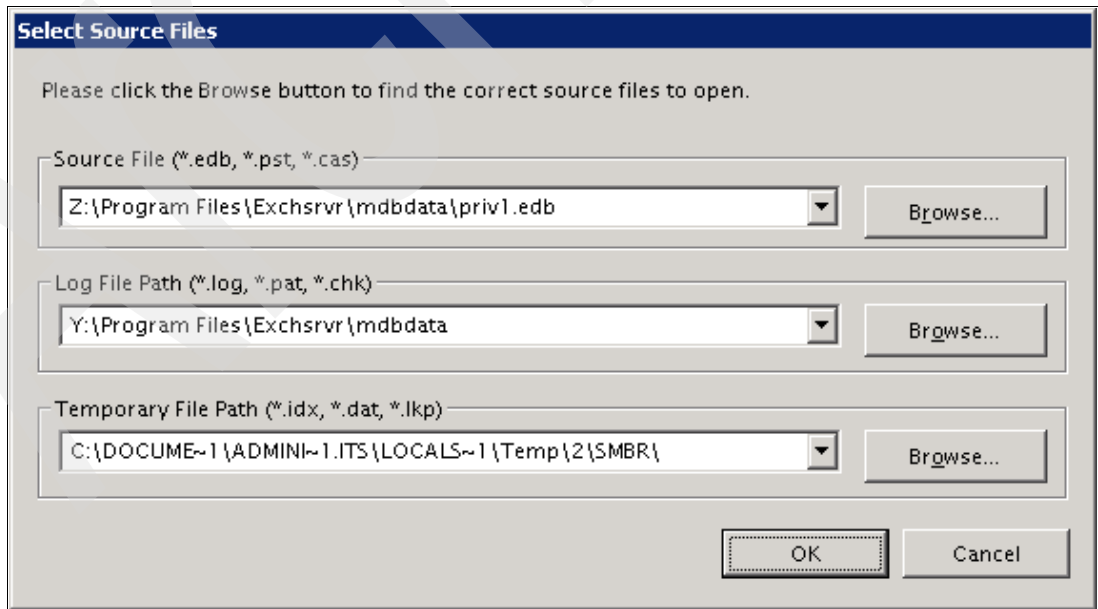 Select Source Files
Please click the Browse button to find the correct source files to open.
Source File (*.edb, *.pst, *.cas)
Z:\Program Files\Exchsrvr\mdbdata\priv1.edb
Browse...
Log File Path (*.log, *.pat, *.chk)
Y:\Program Files\Exchsrvr\mdbdata
Browse...
Temporary File Path (*.idx, *.dat, *.lkp)
C:\DOCUME~1\ADMINI~1.ITS\LOCALS~1\Temp\2\SMBR\
Browse...
OK
Cancel